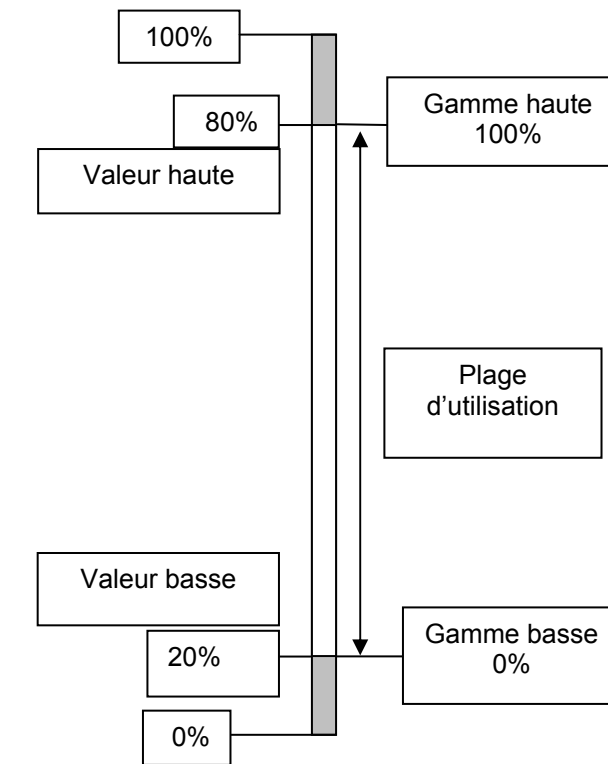 100%
80%
Gamme haute
100%
Valeur haute
Plage
d’utilisation
Valeur basse
20%
Gamme basse
0%
0%